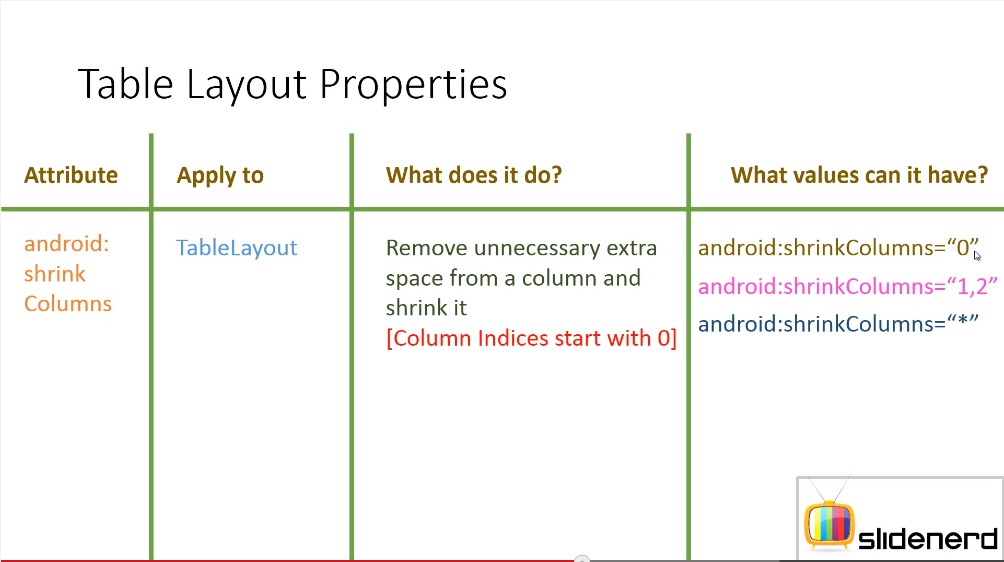 Table Layout Properties
Attribute
Apply to
What does it do?
What values can it have?
android:
shrink
Columns
TableLayout
Remove unnecessary extra
space from a column and
shrink it
[Column Indices start with 0]
android:shrinkColumns=“0”
android:shrinkColumns=“1,2”
android:shrinkColumns=“*”
slidenerd